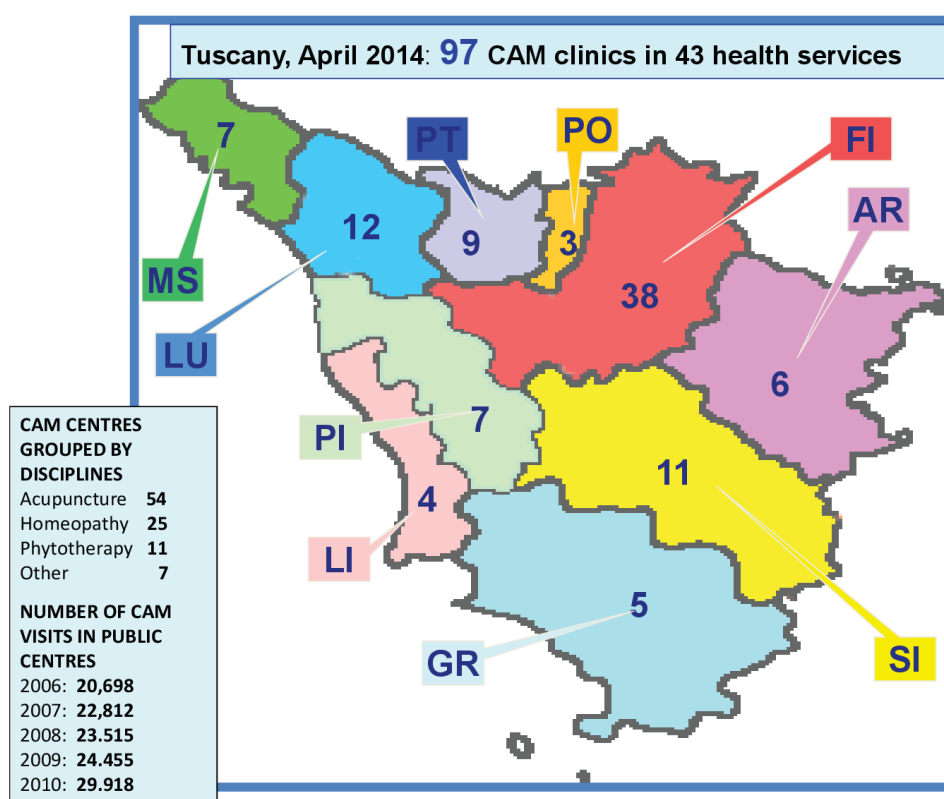 Tuscany, April 2014: 97 CAM clinics in 43 health services
7
MS
12
LU
PT
9
PO
3
FI
38
AR
6
PI
7
LI
4
11
SI
GR
5
CAM CENTRES
GROUPED BY
DISCIPLINES
Acupuncture 54
Homeopathy 25
Phytotherapy 11
Other 7
NUMBER OF CAM
VISITS IN PUBLIC
CENTRES
2006: 20,698
2007: 22,812
2008: 23.515
2009: 24.455
2010: 29.918